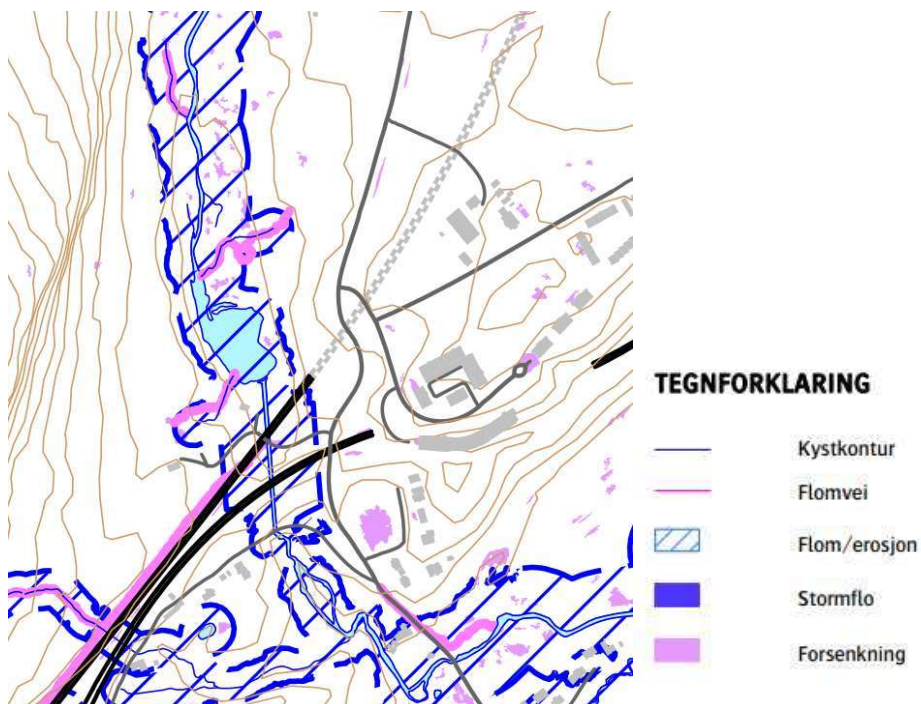 TEGNFORKLARING
Kystkontur
Flomvei
Flom/erosjon
Stormflo
Forsenkning